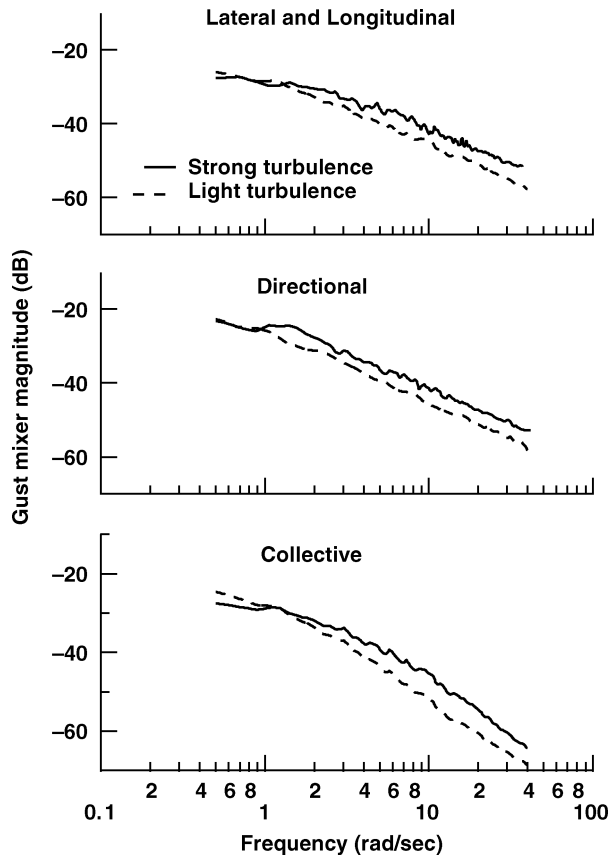 Lateral and Longitudinal
−20
−40
−60
Strong turbulence
Light turbulence
Directional
−20
−40
−60
Gust mixer magnitude (dB)
Collective
−20
−40
−60
2 4 6 8 2 4 6 8 2 4 6 8
0.1 1 10 100
Frequency (rad/sec)